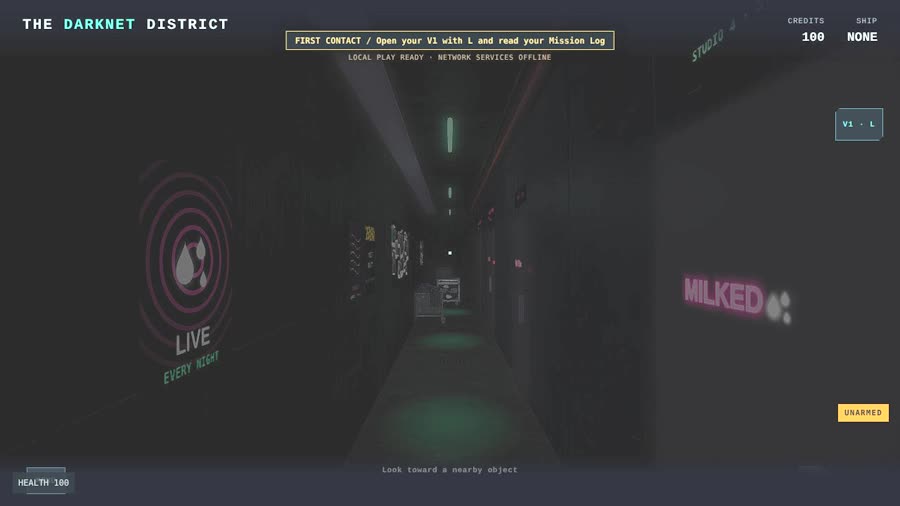 THE DARKNET DISTRICT
CREDITS
SHIP
100
NONE
FIRST CONTACT / Open your V1 with L and read your Mission Log
LOCAL PLAY READY · NETWORK SERVICES OFFLINE
STUDIO 4
V1 · L
MILKED
LIVE
EVERY NIGHT
UNARMED
Look toward a nearby object
HEALTH 100